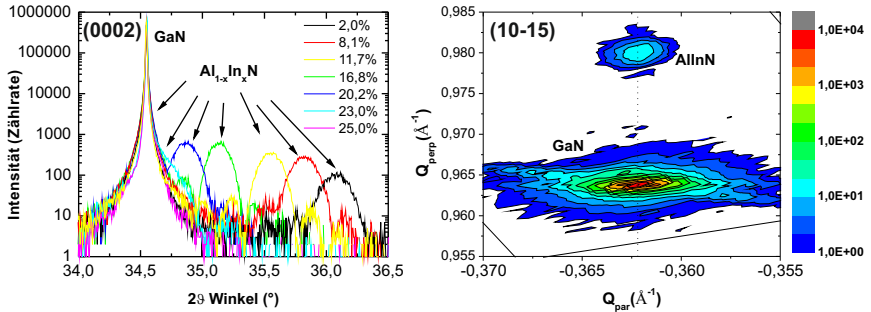 (0002)
GaN
Al1-xInxN
2,0%
8,1%
11,7%
16,8%
20,2%
23,0%
25,0%
Intensität (Zählrate)
1000000
100000
10000
1000
100
10
1
34,0 34,5 35,0 35,5 36,0 36,5
2ϑ Winkel (°)
(10-15)
AlInN
GaN
Qperp(Å-1)
0,985
0,980
0,975
0,970
0,965
0,960
0,955
-0,370 -0,365 -0,360 -0,355
Qpar(Å-1)
1,0E+04
1,0E+03
1,0E+02
1,0E+01
1,0E+00